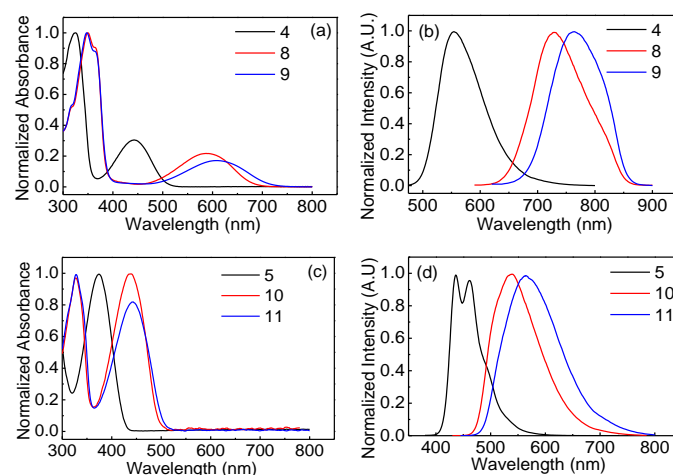 (a)
4
8
9
Normalized Absorbance
1.0
0.8
0.6
0.4
0.2
0.0
300 400 500 600 700 800
Wavelength (nm)
(b)
4
8
9
Normalized Intensity (A.U.)
1.0
0.8
0.6
0.4
0.2
0.0
500 600 700 800 900
Wavelength (nm)
(c)
5
10
11
Normalized Absorbance
1.0
0.8
0.6
0.4
0.2
0.0
300 400 500 600 700 800
Wavelength (nm)
(d)
5
10
11
Normalized Intensity (A.U)
1.0
0.8
0.6
0.4
0.2
0.0
400 500 600 700 800
Wavelength (nm)